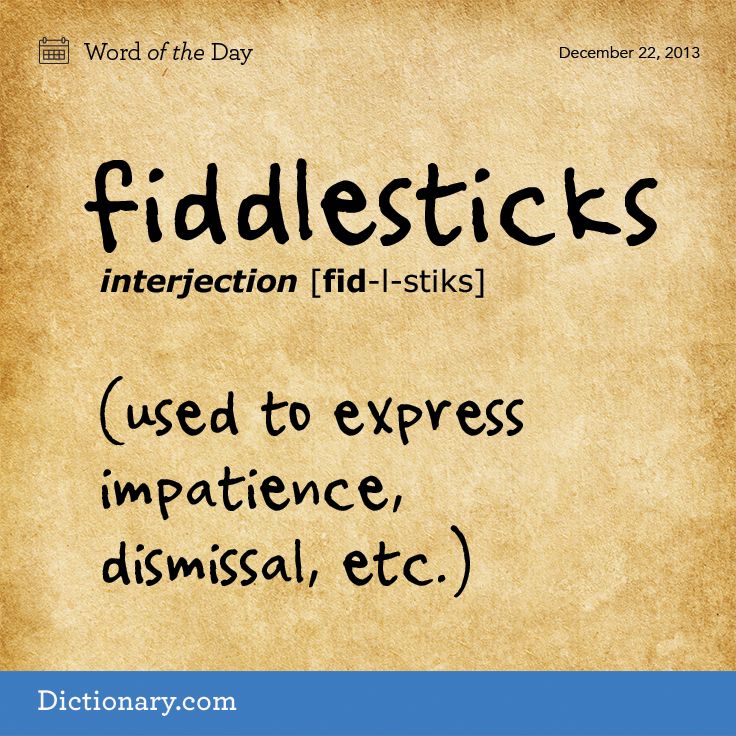 Word of the Day
December 22, 2013
fiddlesticks
interjection [fid-l-stiks]
(used to express
impatience,
dismissal, etc.)
Dictionary.com